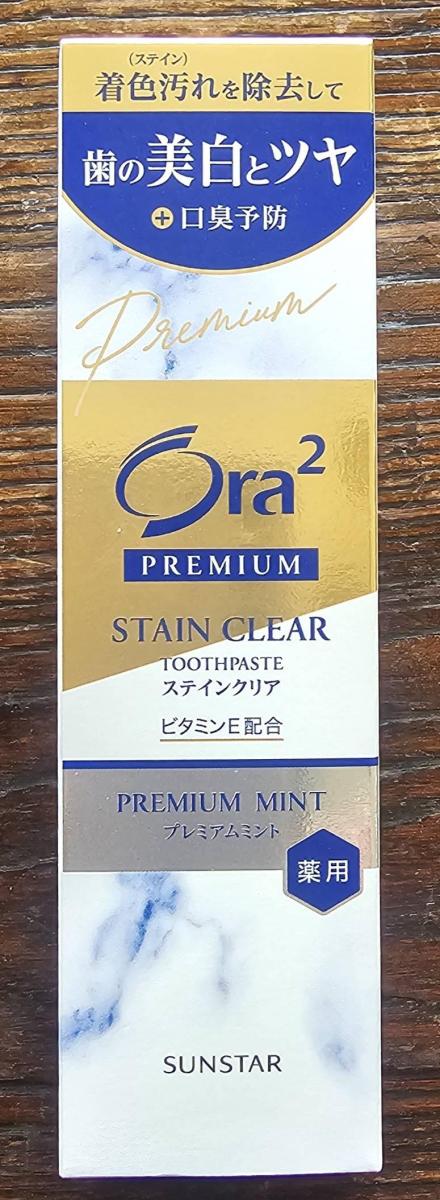 (ステイン)
着色汚れを除去して
歯の美白とツヤ
+口臭予防
Premium
Ora²
PREMIUM
STAIN CLEAR
TOOTHPASTE
ステインクリア
ビタミンE配合
PREMIUM MINT
プレミアムミント
薬用
SUNSTAR